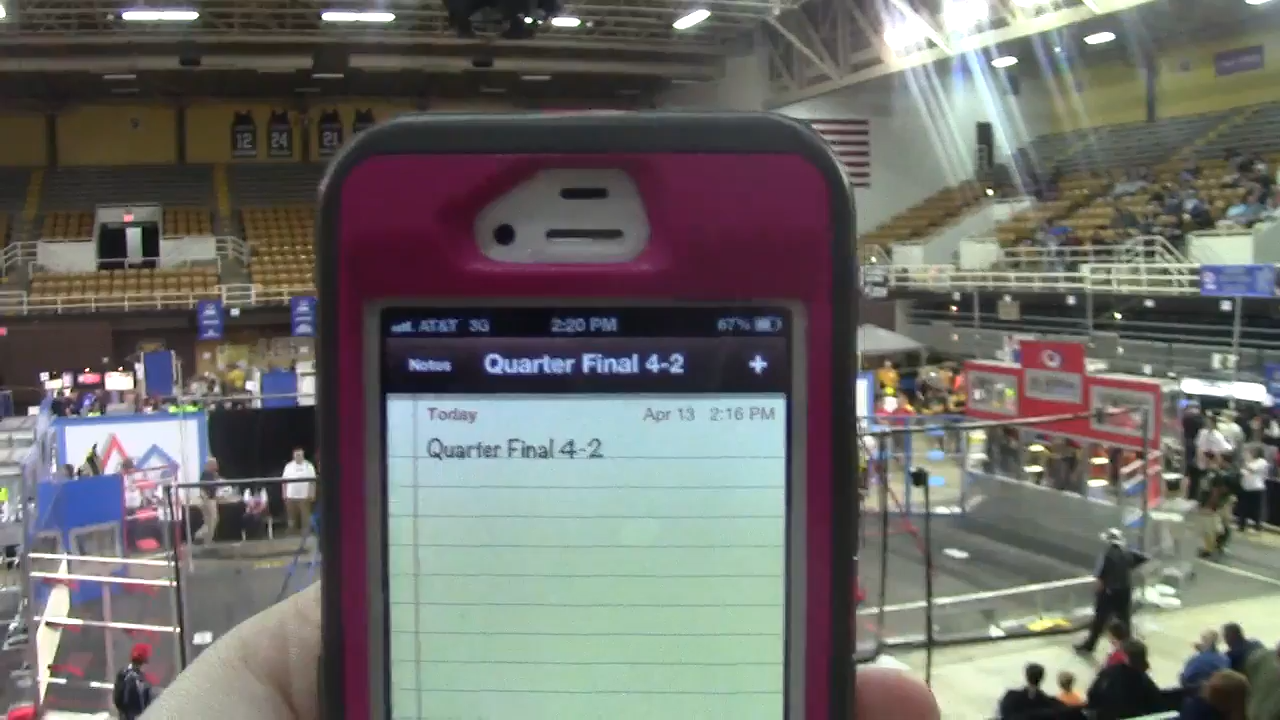 12 24 21
AT&T 3G 2:20 PM 67%
Notes Quarter Final 4-2 +
Today Apr 13 2:16 PM
Quarter Final 4-2